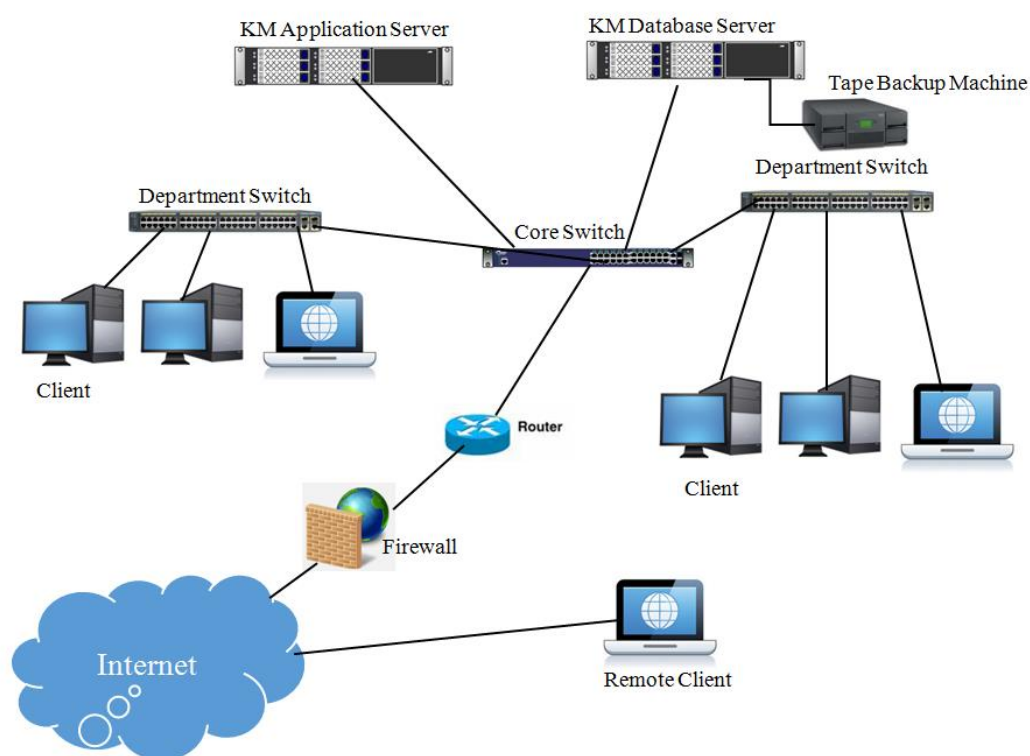 KM Application Server
KM Database Server
Tape Backup Machine
Department Switch
Department Switch
Core Switch
Client
Router
Client
Firewall
Internet
Remote Client